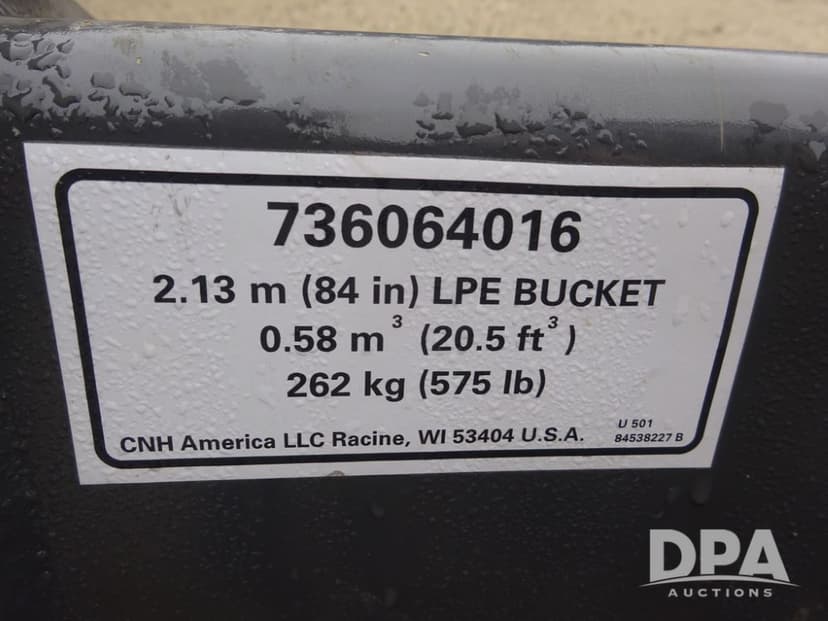 736064016
2.13 m (84 in) LPE BUCKET
0.58 m³ (20.5 ft³)
262 kg (575 lb)
CNH America LLC Racine, WI 53404 U.S.A.
U 501
84538227 B
DPA
AUCTIONS